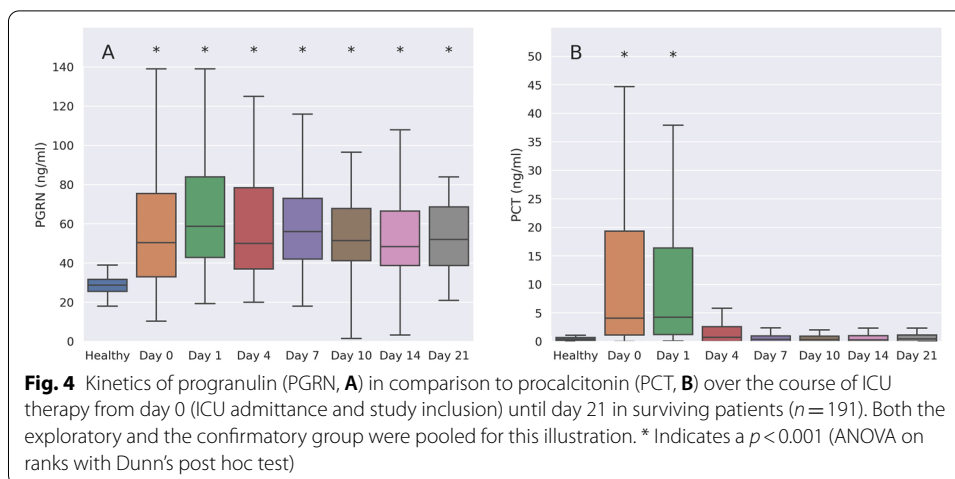 A
* * * * * * *
PGRN (ng/ml)
140
120
100
80
60
40
20
0
Healthy Day 0 Day 1 Day 4 Day 7 Day 10 Day 14 Day 21
B
* *
PCT (ng/ml)
50
45
40
35
30
25
20
15
10
5
0
Healthy Day 0 Day 1 Day 4 Day 7 Day 10 Day 14 Day 21
Fig. 4 Kinetics of progranulin (PGRN, A) in comparison to procalcitonin (PCT, B) over the course of ICU
therapy from day 0 (ICU admittance and study inclusion) until day 21 in surviving patients (n = 191). Both the
exploratory and the confirmatory group were pooled for this illustration. * Indicates a p < 0.001 (ANOVA on
ranks with Dunn's post hoc test)